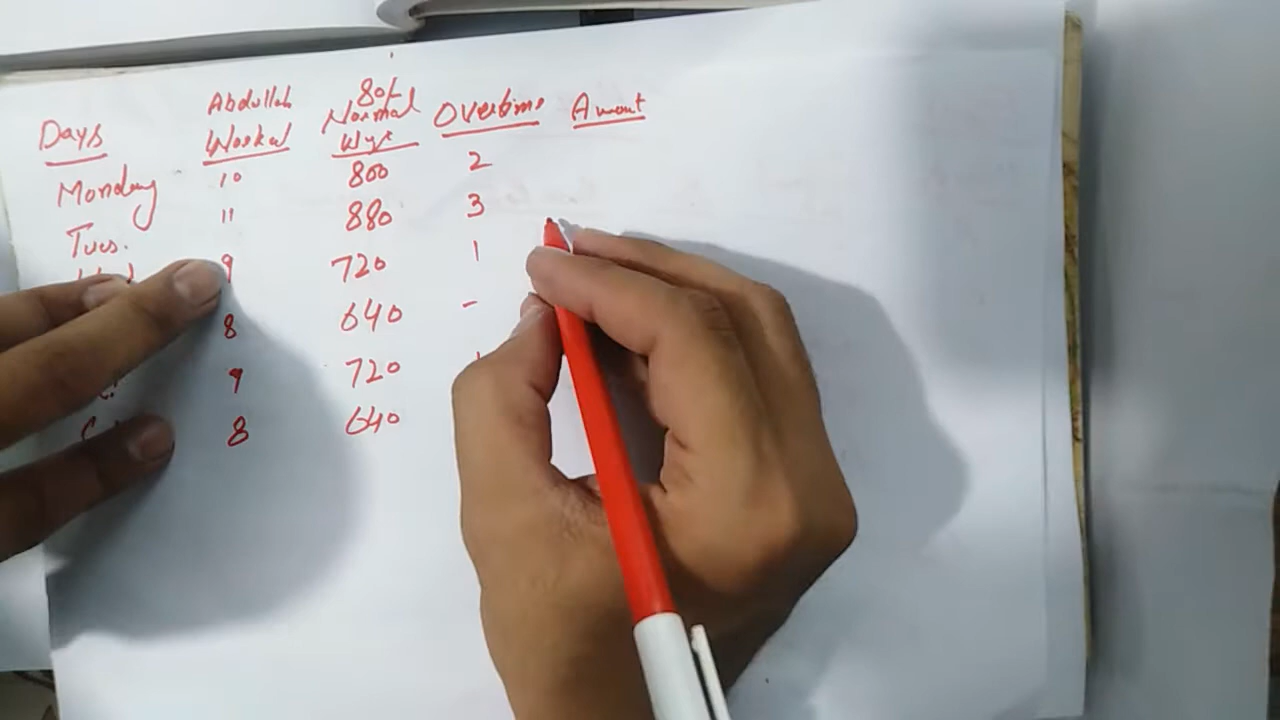 Days Abdullah Worked 80/- Normal Wage Overtime Amount
Monday 10 800 2
Tues. 11 880 3
9 720 1
8 640 -
9 720
8 640